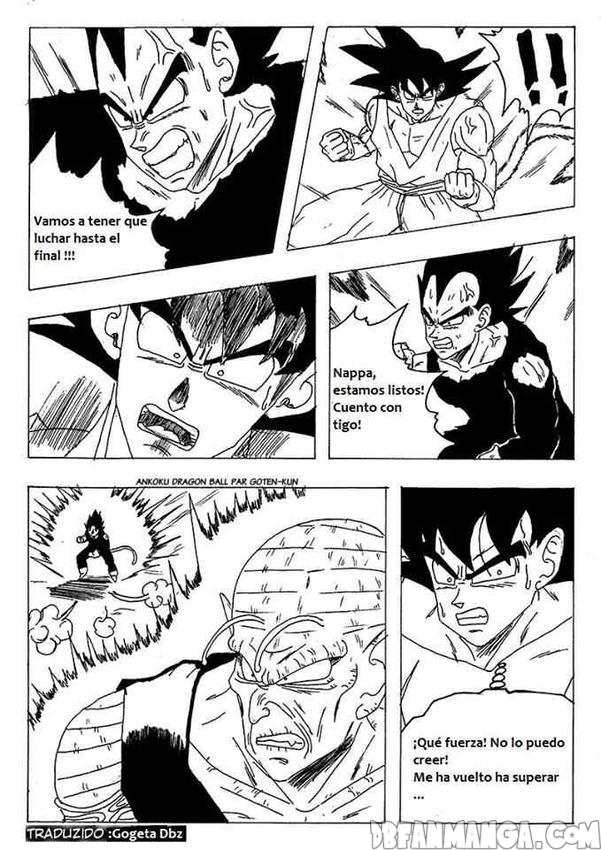 Vamos a tener que
luchar hasta el
final !!!
Nappa,
estamos listos!
Cuento con
tigo!
ANKOKU DRAGON BALL PAR GOTEN-KUN
¡Qué fuerza! No lo puedo
creer!
Me ha vuelto ha superar
...
TRADUZIDO :Gogeta Dbz
DBFANMANGA.COM